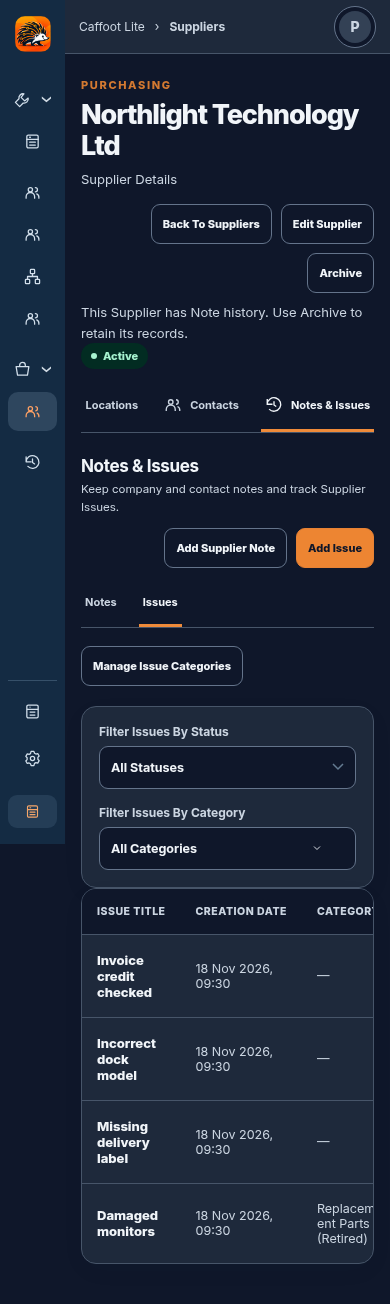 Caffoot Lite › Suppliers
P
PURCHASING
Northlight Technology
Ltd
Supplier Details
Back To Suppliers
Edit Supplier
Archive
This Supplier has Note history. Use Archive to
retain its records.
Active
Locations
Contacts
Notes & Issues
Notes & Issues
Keep company and contact notes and track Supplier
Issues.
Add Supplier Note
Add Issue
Notes
Issues
Manage Issue Categories
Filter Issues By Status
All Statuses
Filter Issues By Category
All Categories
ISSUE TITLE CREATION DATE CATEGORY
Invoice
credit
checked
18 Nov 2026,
09:30
—
Incorrect
dock
model
18 Nov 2026,
09:30
—
Missing
delivery
label
18 Nov 2026,
09:30
—
Damaged
monitors
18 Nov 2026,
09:30
Replacem
ent Parts
(Retired)